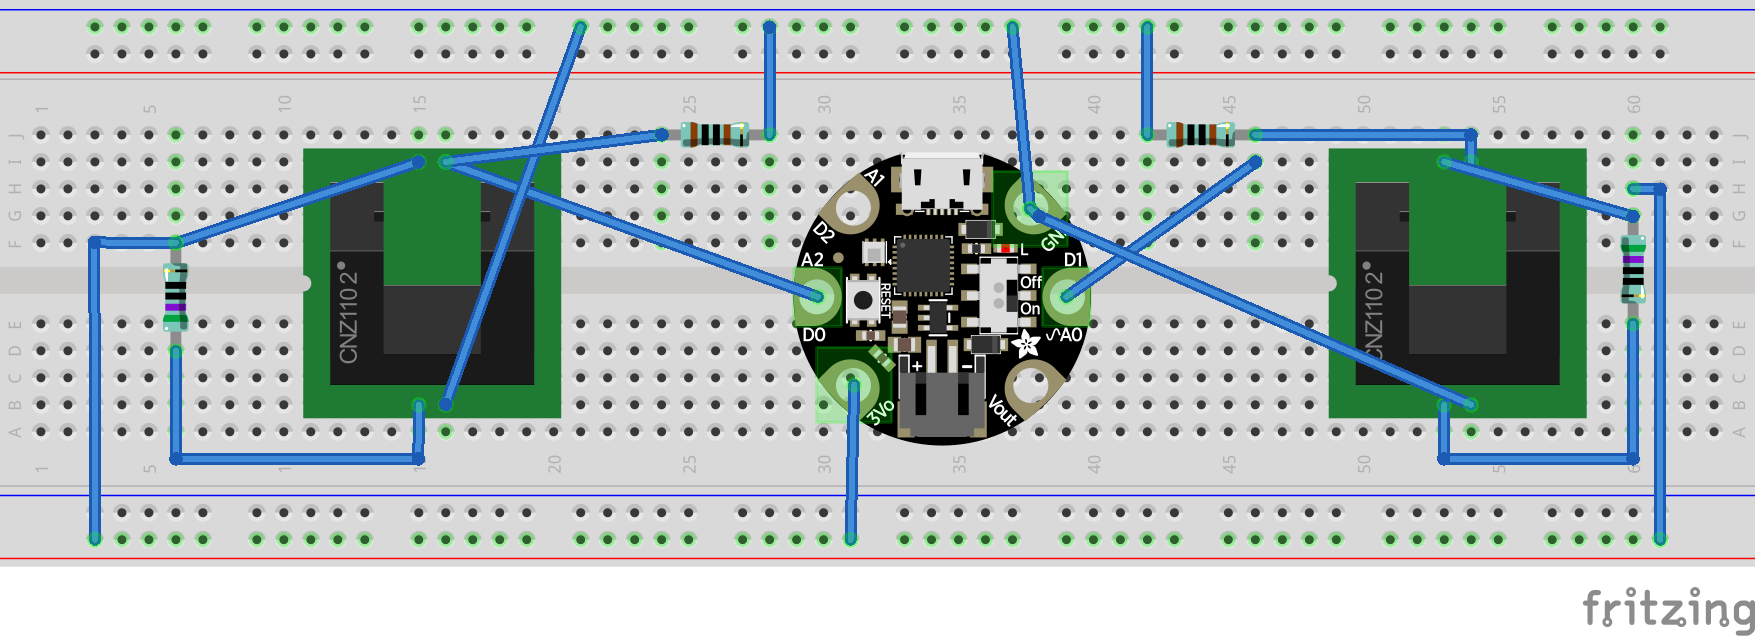 1 5 10 15 20 25 30 35 40 45 50 55 60
J J
I I
H H
G G
F F
E E
D D
C C
B B
A A
1 5 10 15 20 25 30 35 40 45 50 55 60
CNZ1102
A1
D2
A2
D0
3Vo
RESET
GND
L
D1
Off
On
A0
+ -
Vout
CNZ1102
fritzing